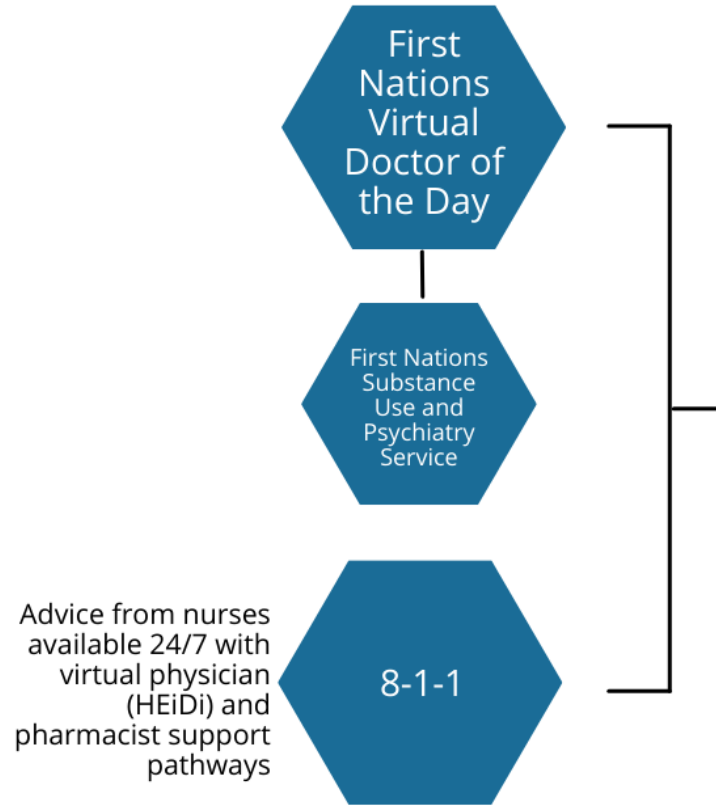 First
Nations
Virtual
Doctor of
the Day
First Nations
Substance
Use and
Psychiatry
Service
Advice from nurses
available 24/7 with
virtual physician
(HEiDi) and
pharmacist support
pathways
8-1-1